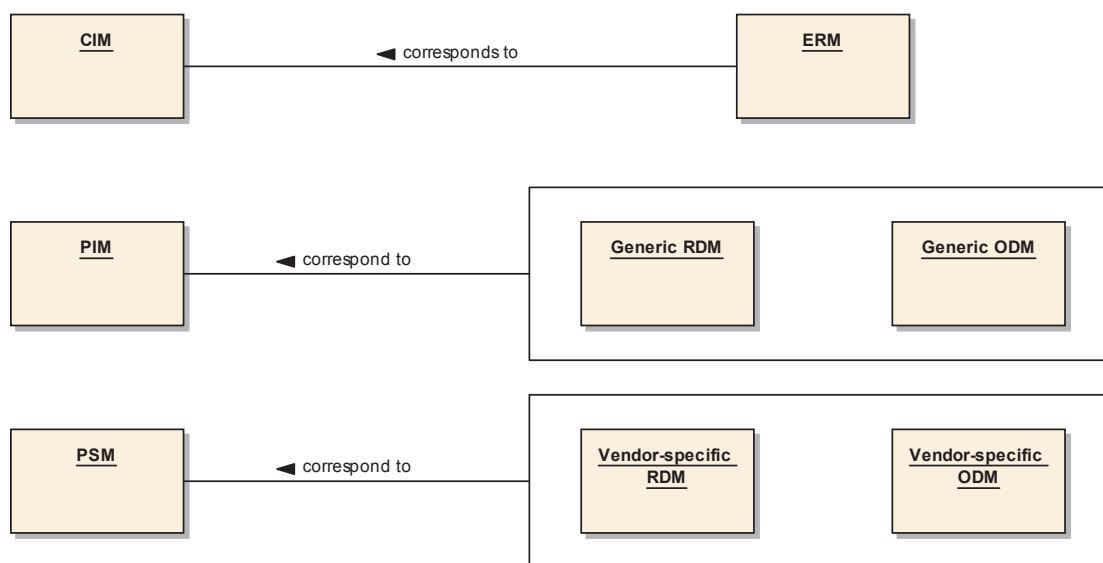 CIM
corresponds to
ERM
PIM
correspond to
Generic RDM
Generic ODM
PSM
correspond to
Vendor-specific
RDM
Vendor-specific
ODM